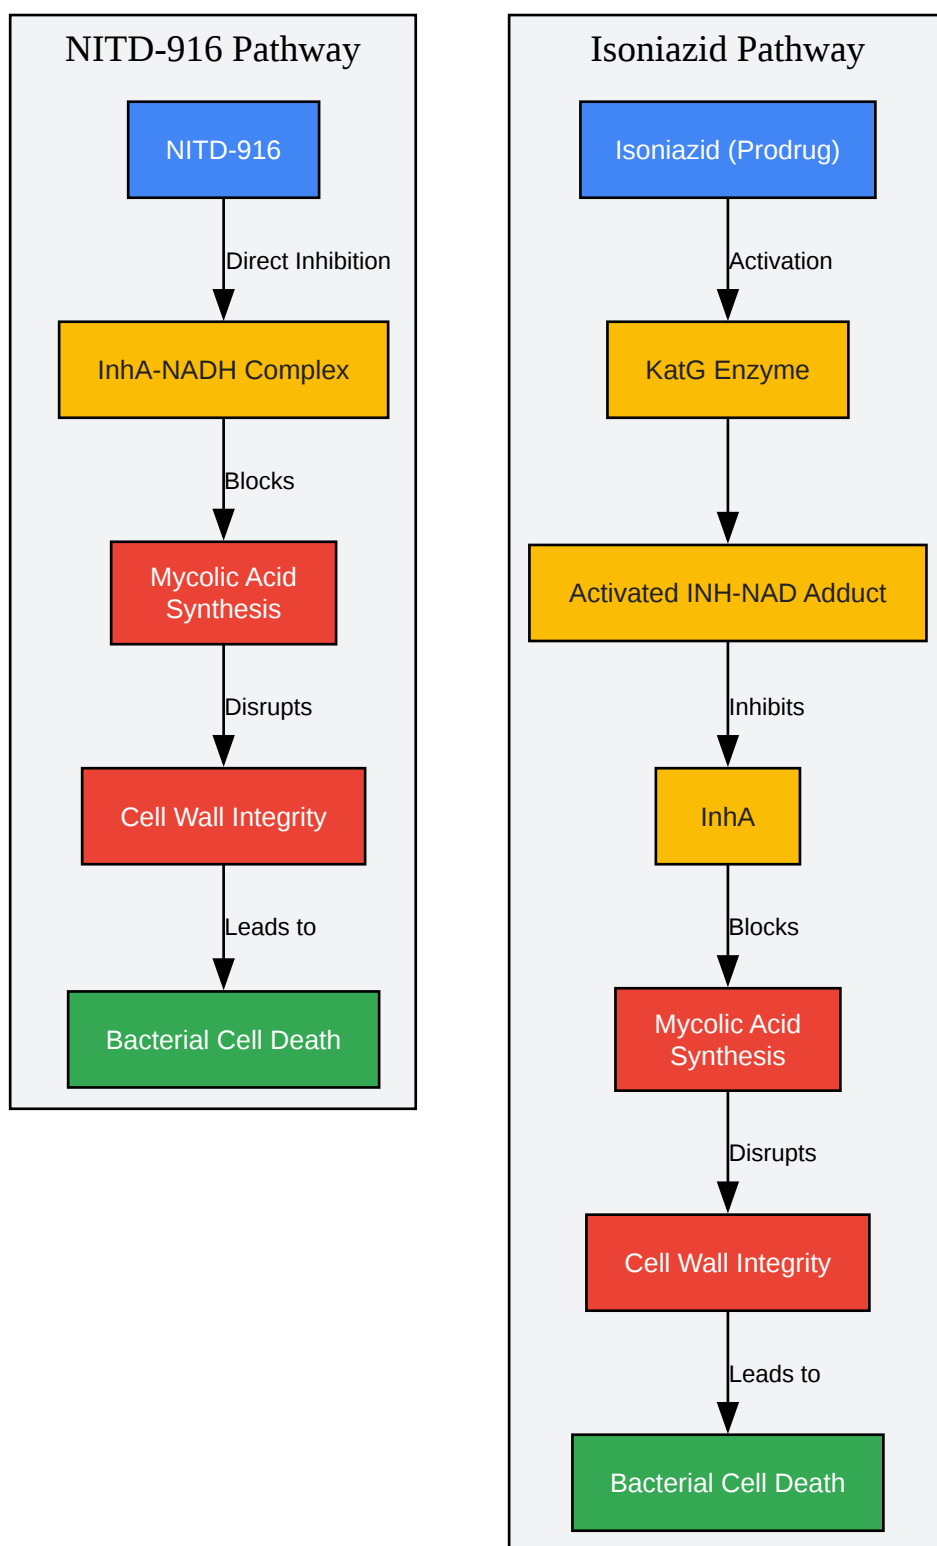 NITD-916 Pathway
NITD-916
Direct Inhibition
InhA-NADH Complex
Blocks
Mycolic Acid
Synthesis
Disrupts
Cell Wall Integrity
Leads to
Bacterial Cell Death
Isoniazid Pathway
Isoniazid (Prodrug)
Activation
KatG Enzyme
Activated INH-NAD Adduct
Inhibits
InhA
Blocks
Mycolic Acid
Synthesis
Disrupts
Cell Wall Integrity
Leads to
Bacterial Cell Death